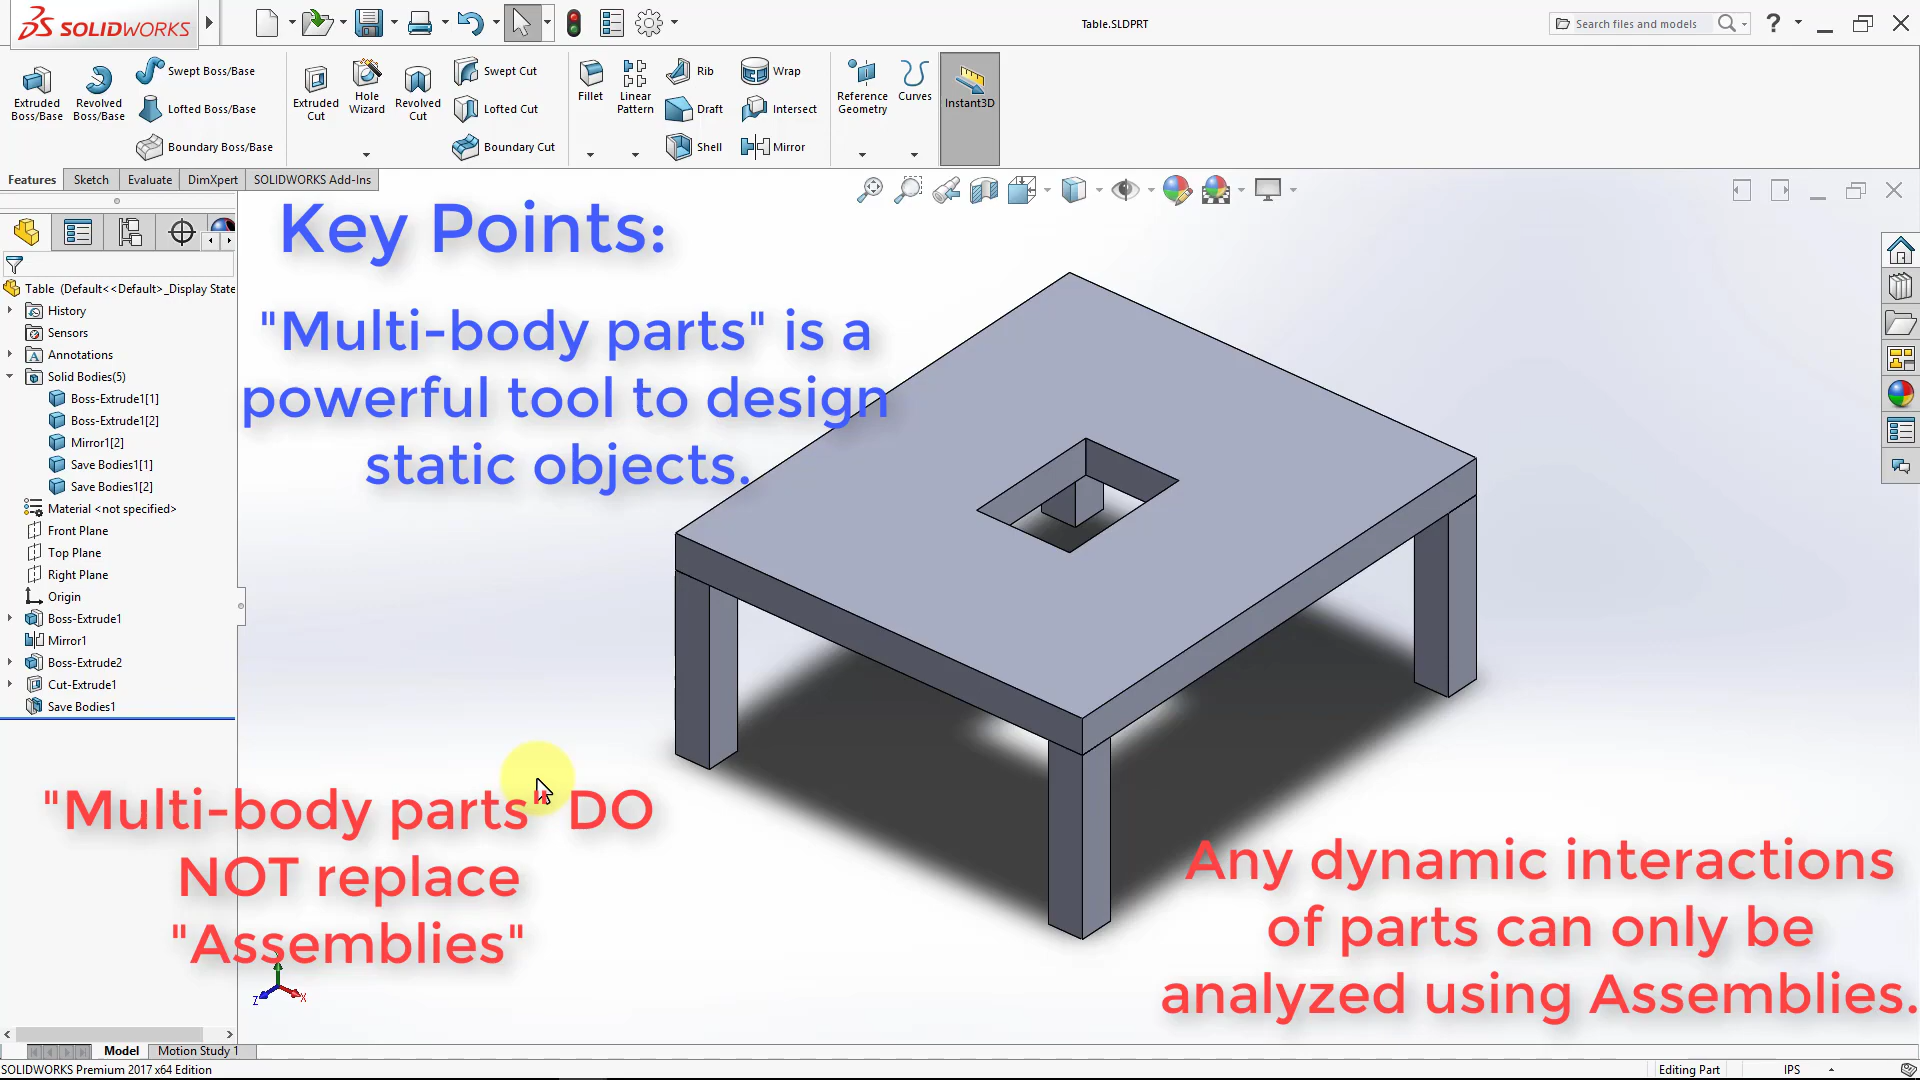 SOLIDWORKS
Table.SLDPRT
Search files and models
?
Extruded
Boss/Base
Revolved
Boss/Base
Swept Boss/Base
Lofted Boss/Base
Boundary Boss/Base
Extruded
Cut
Hole
Wizard
Revolved
Cut
Swept Cut
Lofted Cut
Boundary Cut
Fillet
Linear
Pattern
Rib
Draft
Shell
Wrap
Intersect
Mirror
Reference
Geometry
Curves
Instant3D
Features
Sketch
Evaluate
DimXpert
SOLIDWORKS Add-Ins
Table (Default<<Default>_Display State
History
Sensors
Annotations
Solid Bodies(5)
Boss-Extrude1[1]
Boss-Extrude1[2]
Mirror1[2]
Save Bodies1[1]
Save Bodies1[2]
Material <not specified>
Front Plane
Top Plane
Right Plane
Origin
Boss-Extrude1
Mirror1
Boss-Extrude2
Cut-Extrude1
Save Bodies1
Key Points:
"Multi-body parts" is a
powerful tool to design
static objects.
"Multi-body parts" DO
NOT replace
"Assemblies"
Any dynamic interactions
of parts can only be
analyzed using Assemblies.
Z
X
Model
Motion Study 1
SOLIDWORKS Premium 2017 x64 Edition
Editing Part
IPS